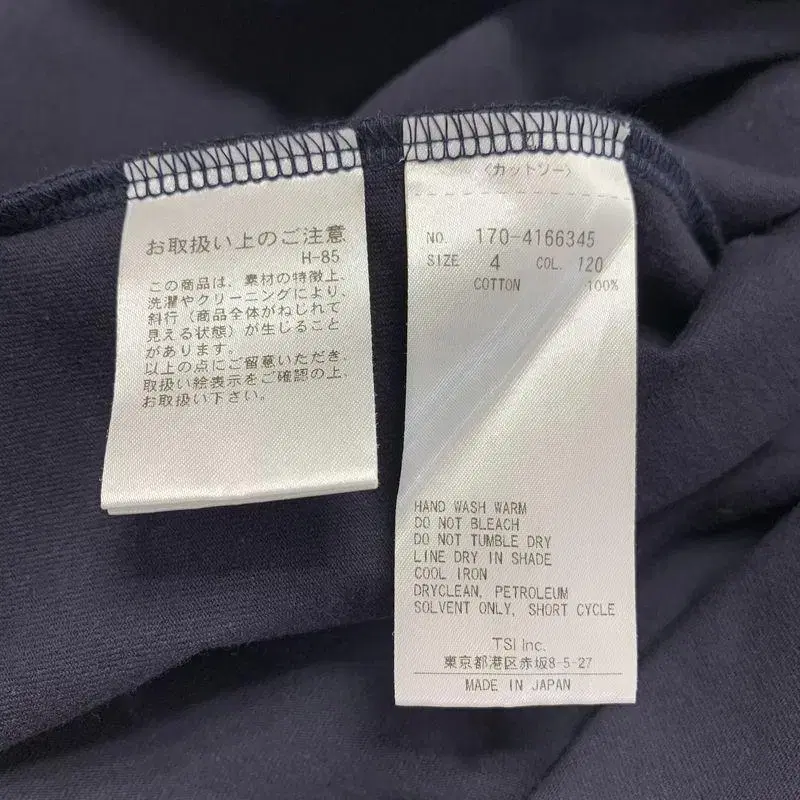 お取扱い上のご注意
H-85
この商品は、素材の特徴上、
洗濯やクリーニングにより、
斜行（商品全体がねじれて
見える状態）が生じること
があります。
以上の点にご留意いただき、
取扱い絵表示をご確認の上、
お取扱い下さい。
〈カットソー〉
NO. 170-4166345
SIZE 4 COL. 120
COTTON 100%
HAND WASH WARM
DO NOT BLEACH
DO NOT TUMBLE DRY
LINE DRY IN SHADE
COOL IRON
DRYCLEAN, PETROLEUM
SOLVENT ONLY, SHORT CYCLE
TSI Inc.
東京都港区赤坂8-5-27
MADE IN JAPAN